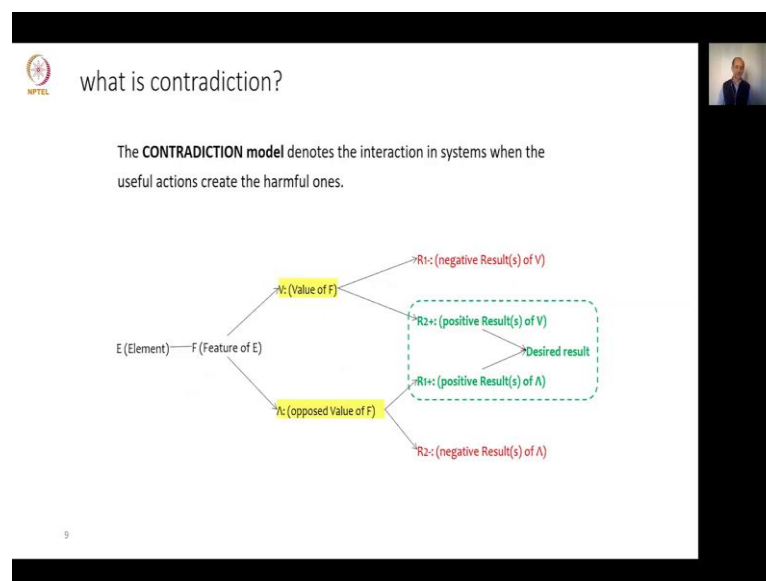 NPTEL
what is contradiction?
The CONTRADICTION model denotes the interaction in systems when the
useful actions create the harmful ones.
R1-: (negative Result(s) of V)
V: (Value of F)
R2+: (positive Result(s) of V)
E (Element)
F (Feature of E)
Desired result
R1+: (positive Result(s) of Λ)
Λ: (opposed Value of F)
R2-: (negative Result(s) of Λ)
9